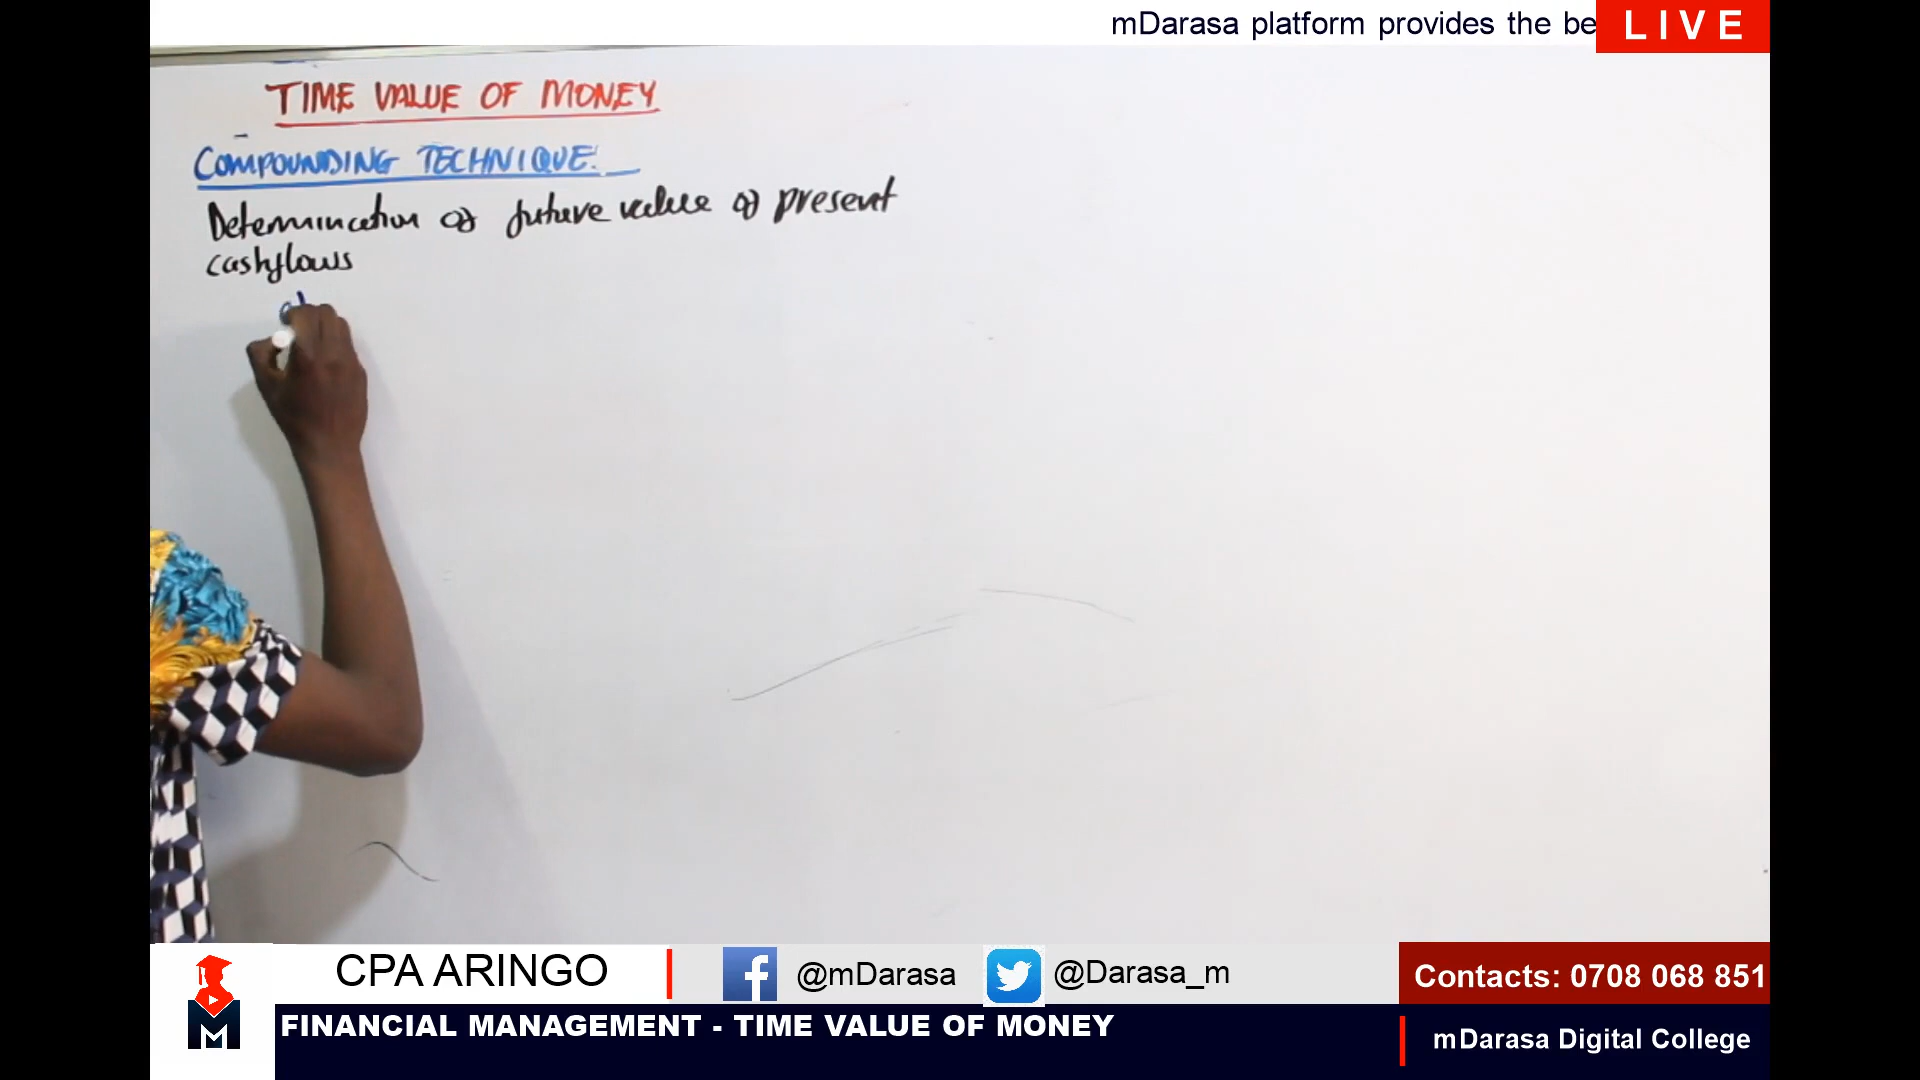 mDarasa platform provides the be
LIVE
TIME VALUE OF MONEY
COMPOUNDING TECHNIQUE:
Determination of future value of present
cashflows
CPA ARINGO
f @mDarasa
@Darasa_m
Contacts: 0708 068 851
M
FINANCIAL MANAGEMENT - TIME VALUE OF MONEY
mDarasa Digital College